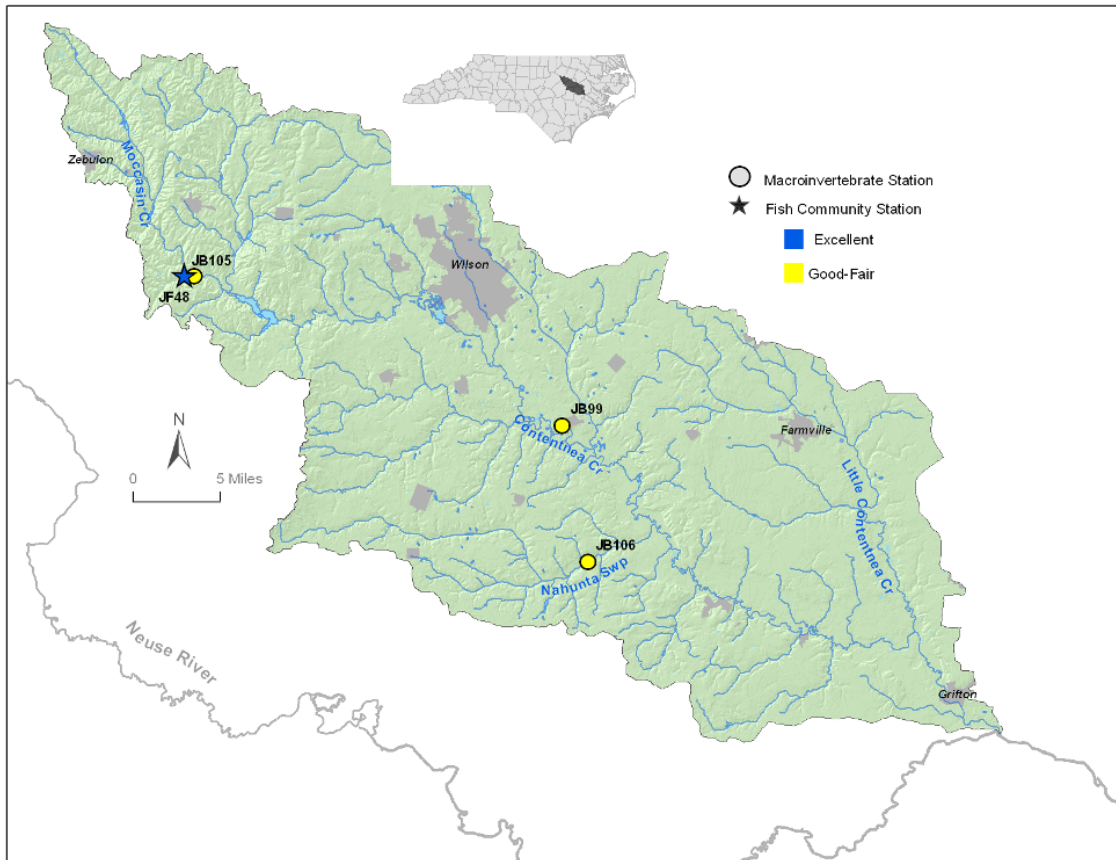 Zebulon
Moccasin Cr
Macroinvertebrate Station
Fish Community Station
Excellent
Good-Fair
JB105
JF48
Wilson
JB99
Contentnea Cr
Farmville
Little Contentnea Cr
N
0 5 Miles
JB106
Nahunta Swp
Neuse River
Grifton